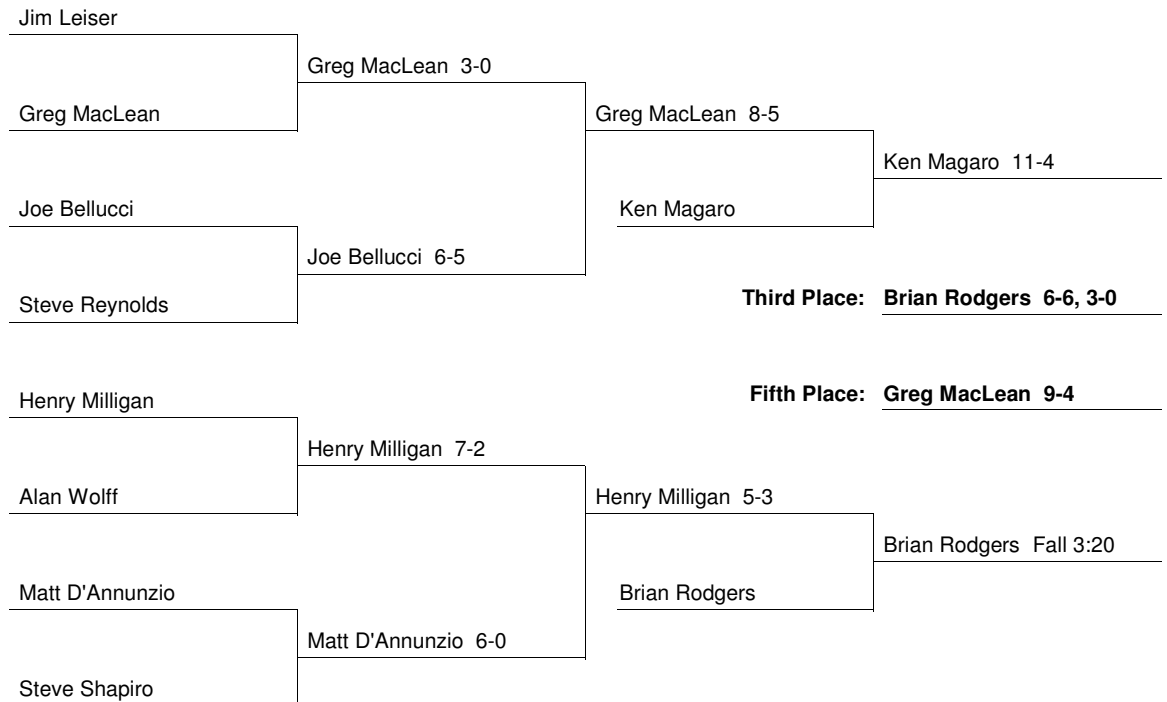 Jim Leiser
Greg MacLean 3-0
Greg MacLean
Greg MacLean 8-5
Ken Magaro 11-4
Joe Bellucci
Ken Magaro
Joe Bellucci 6-5
Steve Reynolds
Third Place: Brian Rodgers 6-6, 3-0
Henry Milligan
Fifth Place: Greg MacLean 9-4
Henry Milligan 7-2
Alan Wolff
Henry Milligan 5-3
Brian Rodgers Fall 3:20
Matt D'Annunzio
Brian Rodgers
Matt D'Annunzio 6-0
Steve Shapiro